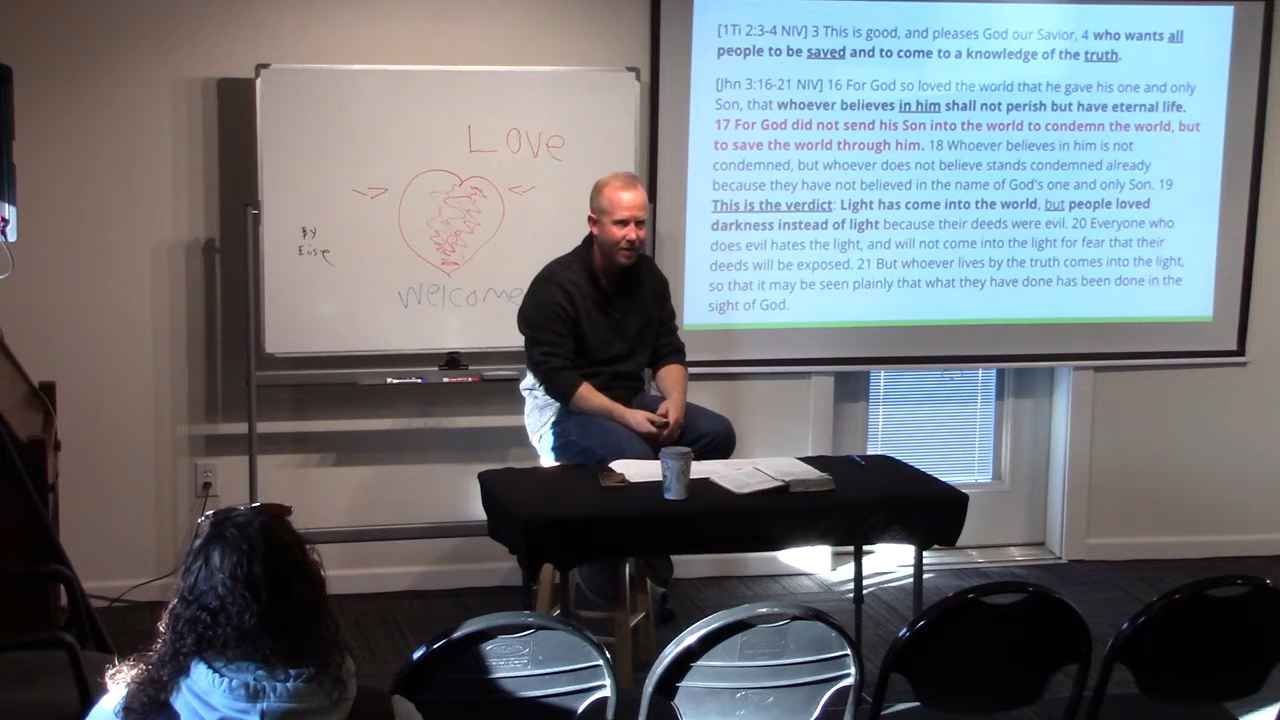 Love
By
Welcome
[1Ti 2:3-4 NIV] 3 This is good, and pleases God our Savior, 4 who wants all
people to be saved and to come to a knowledge of the truth.
[Jhn 3:16-21 NIV] 16 For God so loved the world that he gave his one and only
Son, that whoever believes in him shall not perish but have eternal life.
17 For God did not send his Son into the world to condemn the world, but
to save the world through him. 18 Whoever believes in him is not
condemned, but whoever does not believe stands condemned already
because they have not believed in the name of God's one and only Son. 19
This is the verdict: Light has come into the world, but people loved
darkness instead of light because their deeds were evil. 20 Everyone who
does evil hates the light, and will not come into the light for fear that their
deeds will be exposed. 21 But whoever lives by the truth comes into the light,
so that it may be seen plainly that what they have done has been done in the
sight of God.